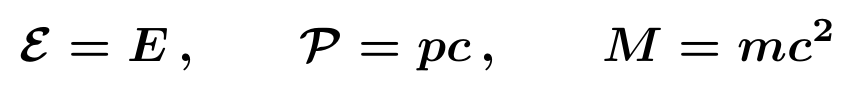 ℰ = E, 𝒫 = pc, M = mc²